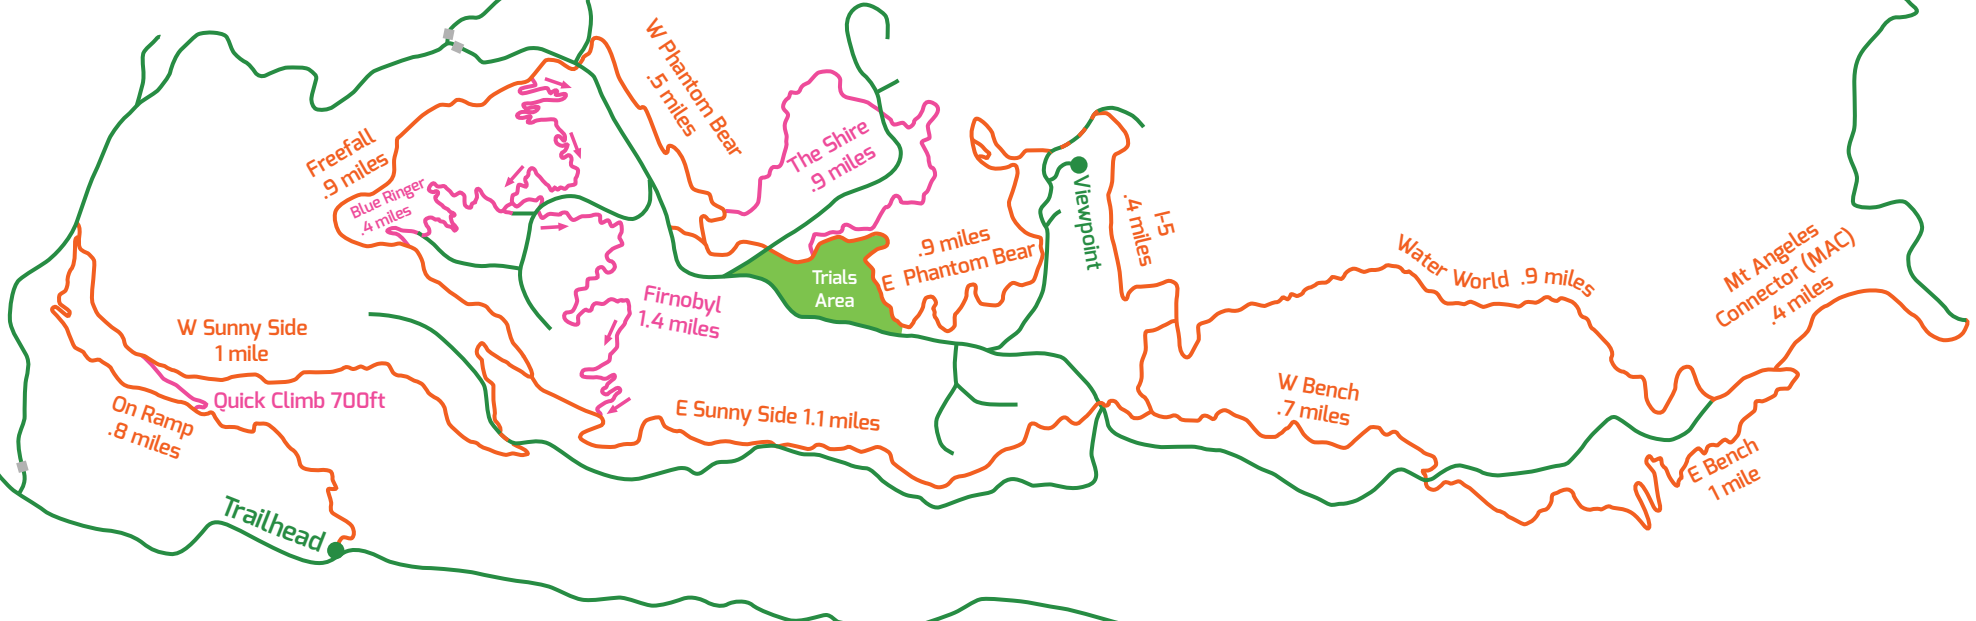 W Phantom Bear
.5 miles
Freefall
.9 miles
The Shire
.9 miles
Blue Ringer
.4 miles
Viewpoint
I-5
.4 miles
.9 miles
E Phantom Bear
Trials
Area
Water World .9 miles
Mt Angeles
Connector (MAC)
.4 miles
Firnobyl
1.4 miles
W Sunny Side
1 mile
Quick Climb 700ft
On Ramp
.8 miles
E Sunny Side 1.1 miles
W Bench
.7 miles
E Bench
1 mile
Trailhead